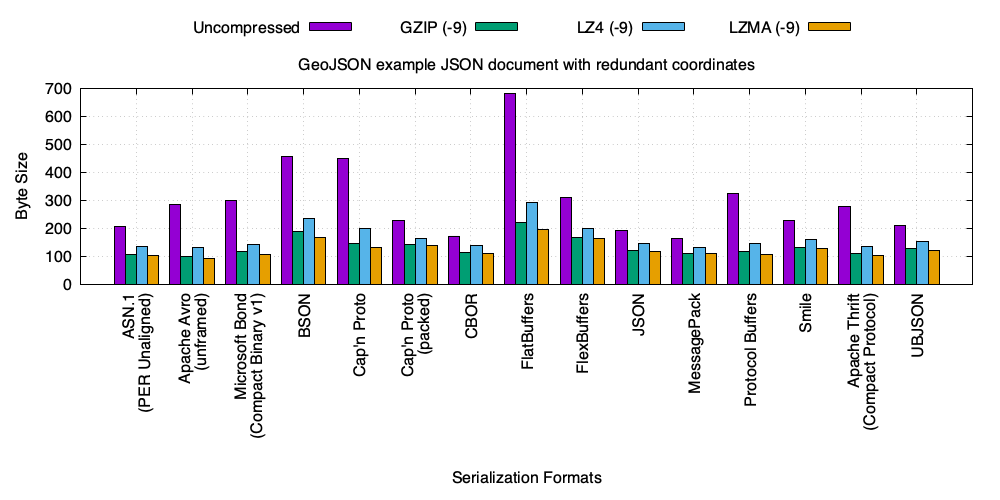 Uncompressed GZIP (-9) LZ4 (-9) LZMA (-9)
GeoJSON example JSON document with redundant coordinates
Byte Size
700
600
500
400
300
200
100
0
ASN.1
(PER Unaligned)
Apache Avro
(unframed)
Microsoft Bond
(Compact Binary v1)
BSON
Cap'n Proto
Cap'n Proto
(packed)
CBOR
FlatBuffers
FlexBuffers
JSON
MessagePack
Protocol Buffers
Smile
Apache Thrift
(Compact Protocol)
UBJSON
Serialization Formats